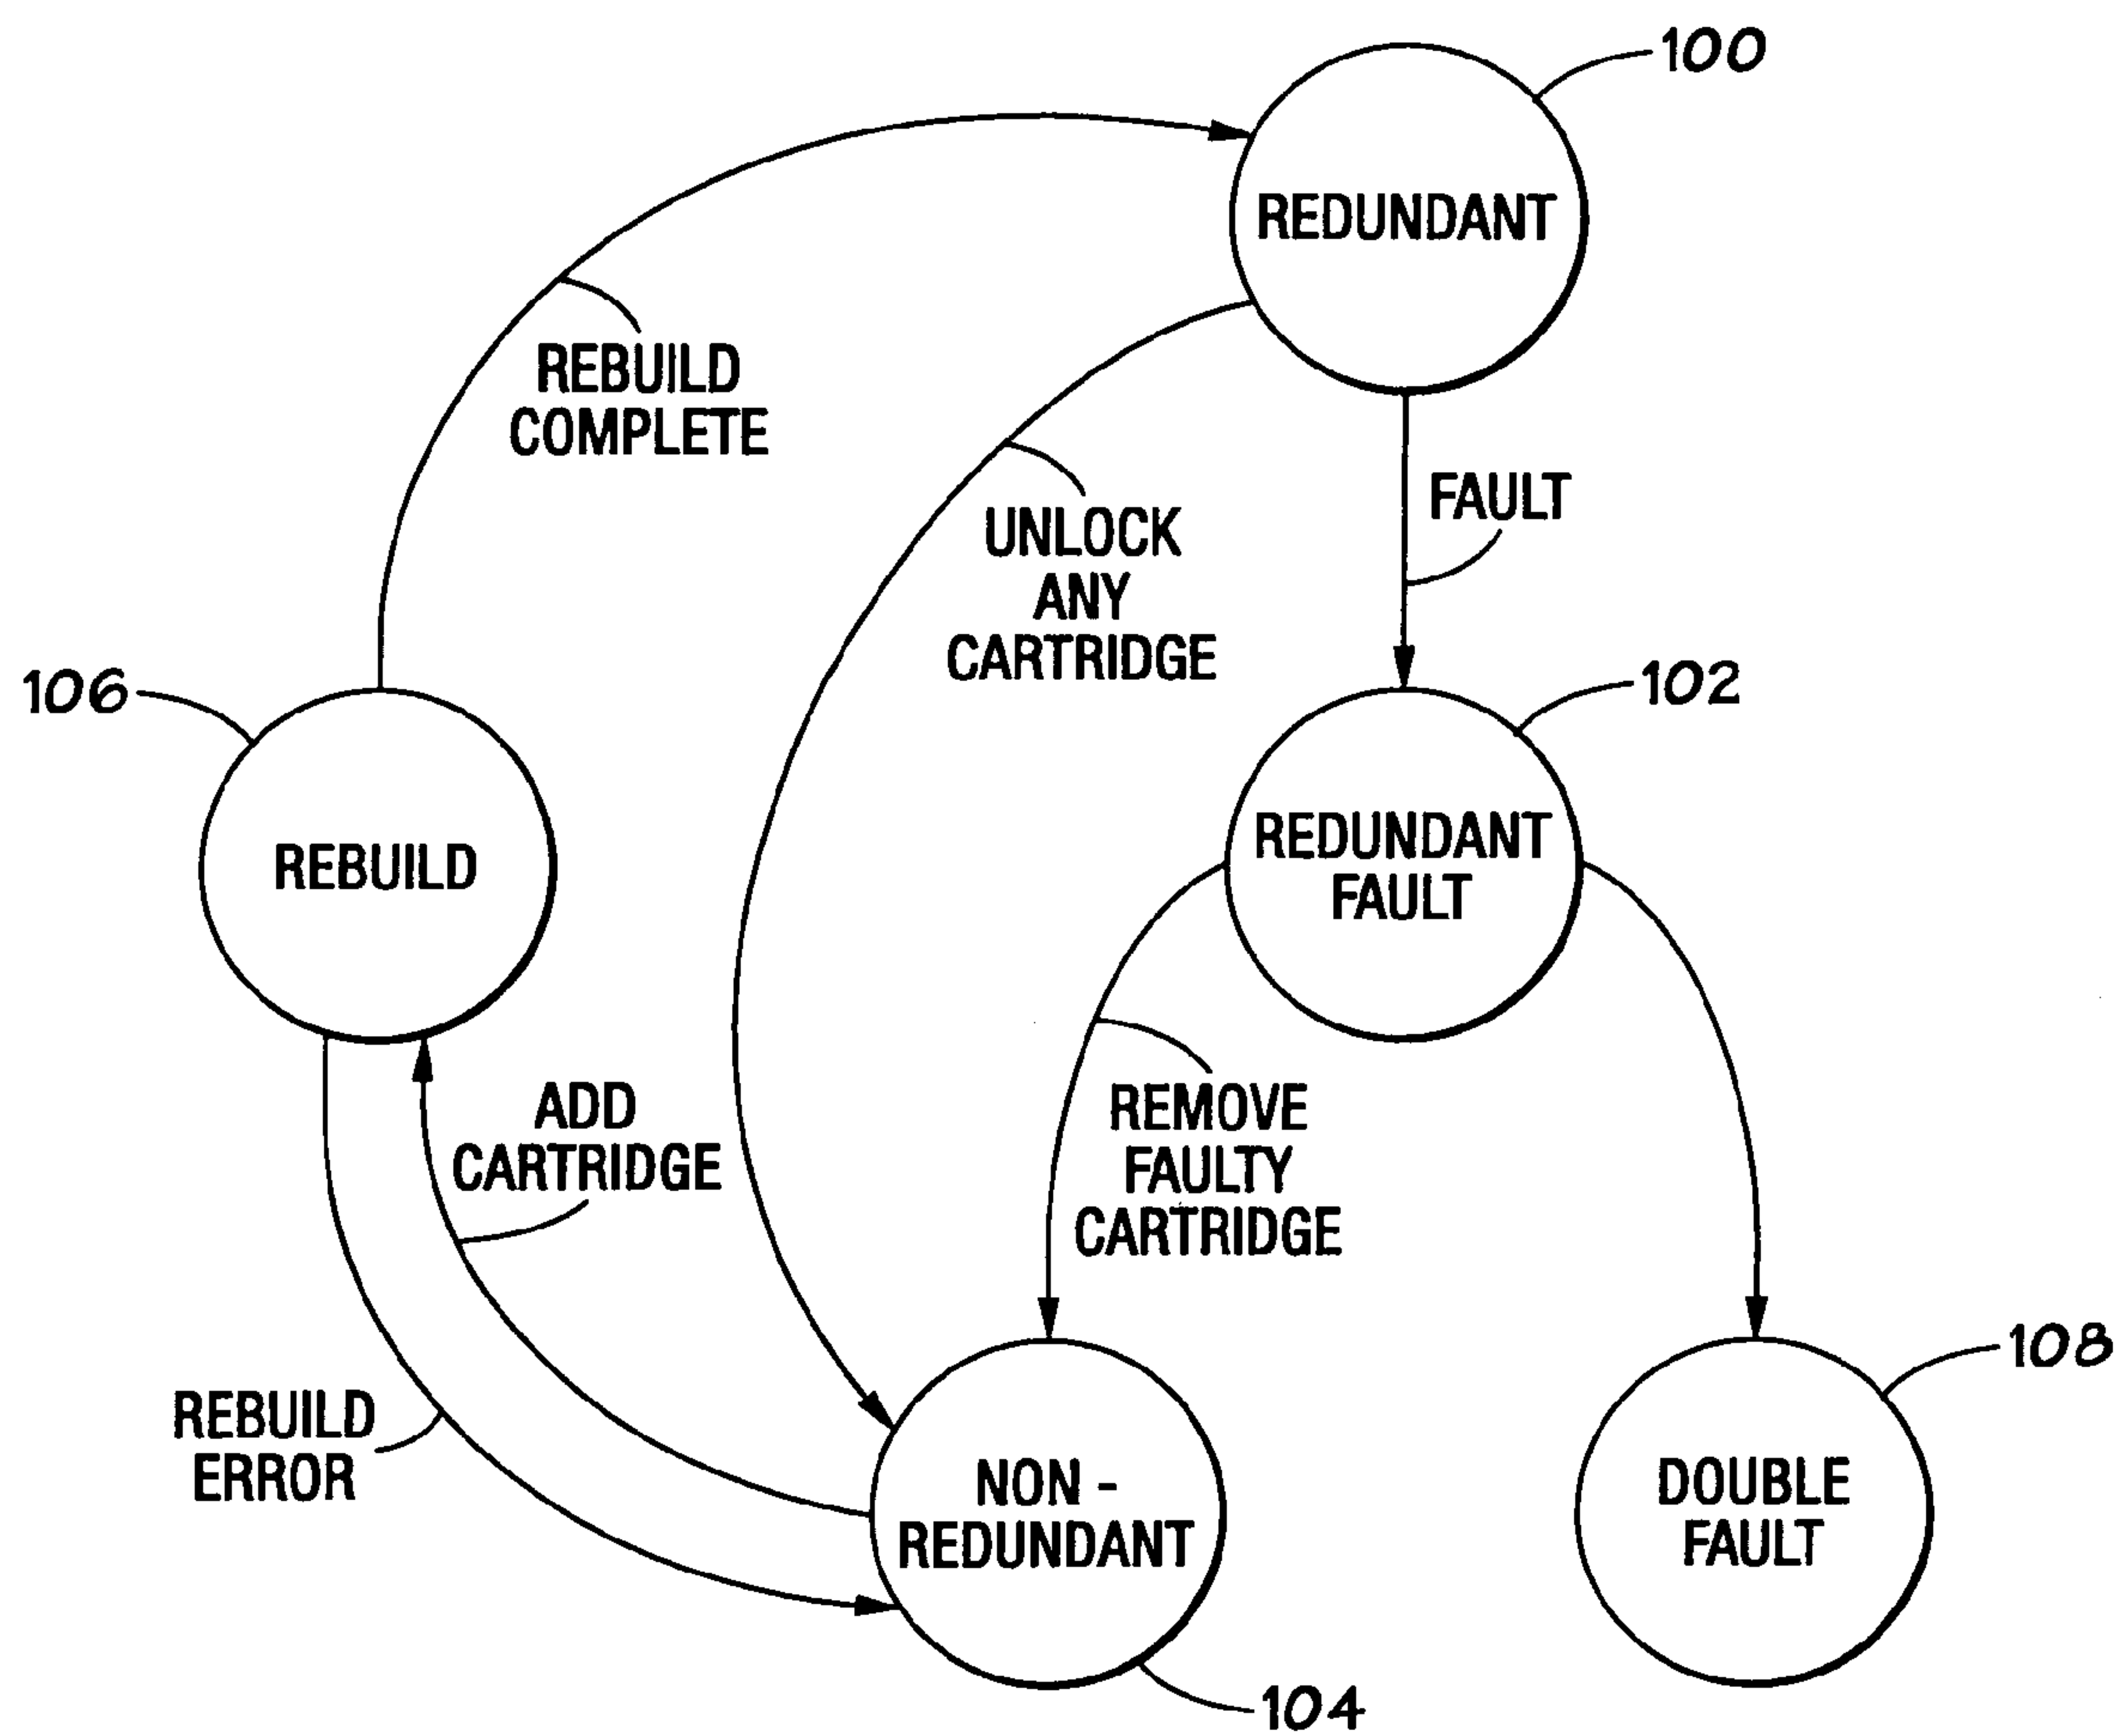 100
REDUNDANT
REBUILD
COMPLETE
UNLOCK
ANY
CARTRIDGE
FAULT
106
102
REBUILD
REDUNDANT
FAULT
ADD
CARTRIDGE
REMOVE
FAULTY
CARTRIDGE
108
REBUILD
ERROR
NON -
REDUNDANT
DOUBLE
FAULT
104